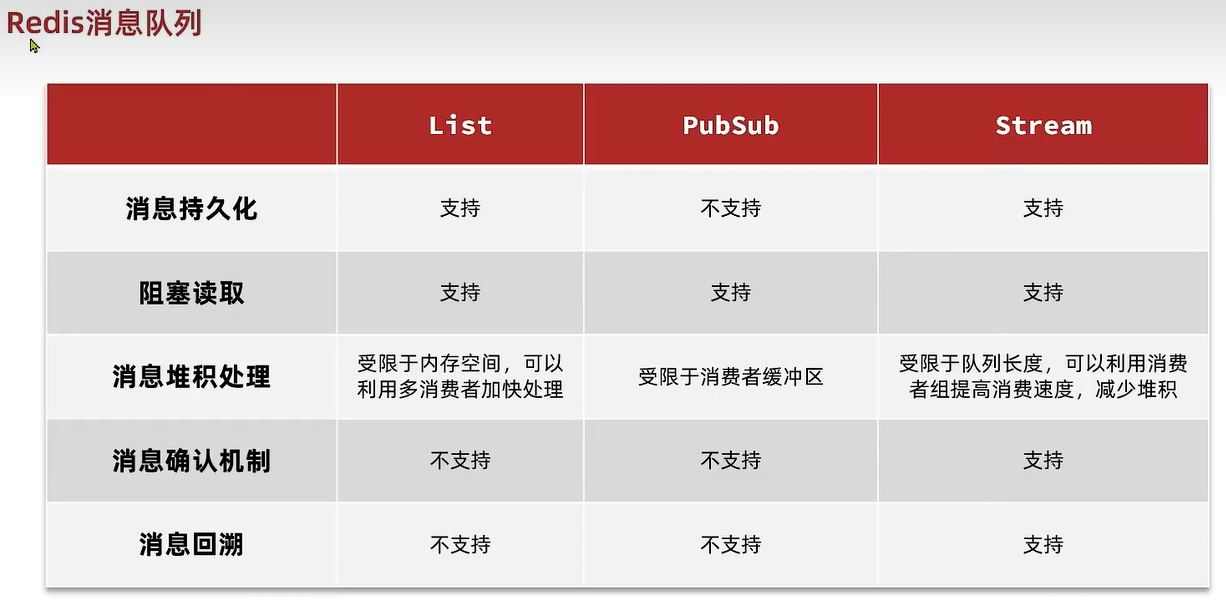 Redis消息队列
List PubSub Stream
消息持久化 支持 不支持 支持
阻塞读取 支持 支持 支持
消息堆积处理 受限于内存空间，可以 利用多消费者加快处理 受限于消费者缓冲区 受限于队列长度，可以利用消费 者组提高消费速度，减少堆积
消息确认机制 不支持 不支持 支持
消息回溯 不支持 不支持 支持